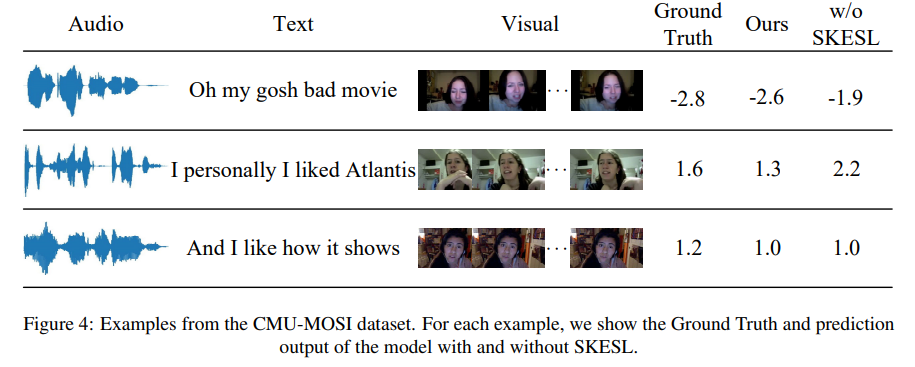 Audio Text Visual Ground Truth Ours w/o SKESL
Oh my gosh bad movie ... -2.8 -2.6 -1.9
I personally I liked Atlantis ... 1.6 1.3 2.2
And I like how it shows ... 1.2 1.0 1.0
Figure 4: Examples from the CMU-MOSI dataset. For each example, we show the Ground Truth and prediction
output of the model with and without SKESL.